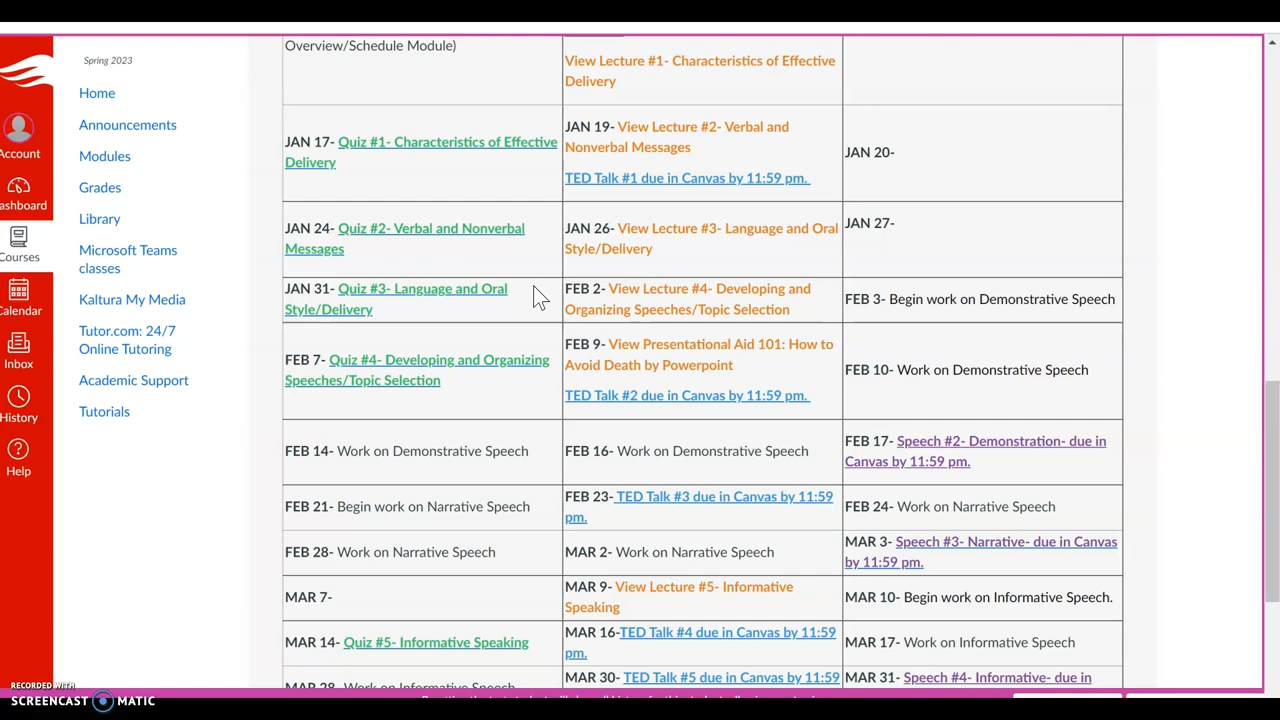 Spring 2023
Account
ashboard
Courses
alendar
Inbox
History
Help
Home
Announcements
Modules
Grades
Library
Microsoft Teams
classes
Kaltura My Media
Tutor.com: 24/7
Online Tutoring
Academic Support
Tutorials
Overview/Schedule Module)
View Lecture #1- Characteristics of Effective
Delivery
JAN 17- Quiz #1- Characteristics of Effective
Delivery
JAN 19- View Lecture #2- Verbal and
Nonverbal Messages
TED Talk #1 due in Canvas by 11:59 pm.
JAN 20-
JAN 24- Quiz #2- Verbal and Nonverbal
Messages
JAN 26- View Lecture #3- Language and Oral
Style/Delivery
JAN 27-
JAN 31- Quiz #3- Language and Oral
Style/Delivery
FEB 2- View Lecture #4- Developing and
Organizing Speeches/Topic Selection
FEB 3- Begin work on Demonstrative Speech
FEB 7- Quiz #4- Developing and Organizing
Speeches/Topic Selection
FEB 9- View Presentational Aid 101: How to
Avoid Death by Powerpoint
TED Talk #2 due in Canvas by 11:59 pm.
FEB 10- Work on Demonstrative Speech
FEB 14- Work on Demonstrative Speech
FEB 16- Work on Demonstrative Speech
FEB 17- Speech #2- Demonstration- due in
Canvas by 11:59 pm.
FEB 21- Begin work on Narrative Speech
FEB 23- TED Talk #3 due in Canvas by 11:59
pm.
FEB 24- Work on Narrative Speech
FEB 28- Work on Narrative Speech
MAR 2- Work on Narrative Speech
MAR 3- Speech #3- Narrative- due in Canvas
by 11:59 pm.
MAR 7-
MAR 9- View Lecture #5- Informative
Speaking
MAR 10- Begin work on Informative Speech.
MAR 14- Quiz #5- Informative Speaking
MAR 16-TED Talk #4 due in Canvas by 11:59
pm.
MAR 17- Work on Informative Speech
MAR 28- Work on Informative Speech
MAR 30- TED Talk #5 due in Canvas by 11:59
MAR 31- Speech #4- Informative- due in
RECORDED WITH
SCREENCAST MATIC